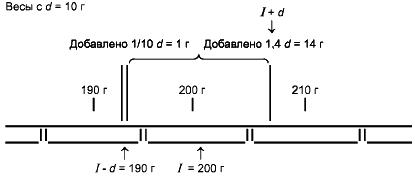 Весы с d = 10 г
I + d
Добавлено 1/10 d = 1 г Добавлено 1,4 d = 14 г
190 г 200 г 210 г
I - d = 190 г I = 200 г